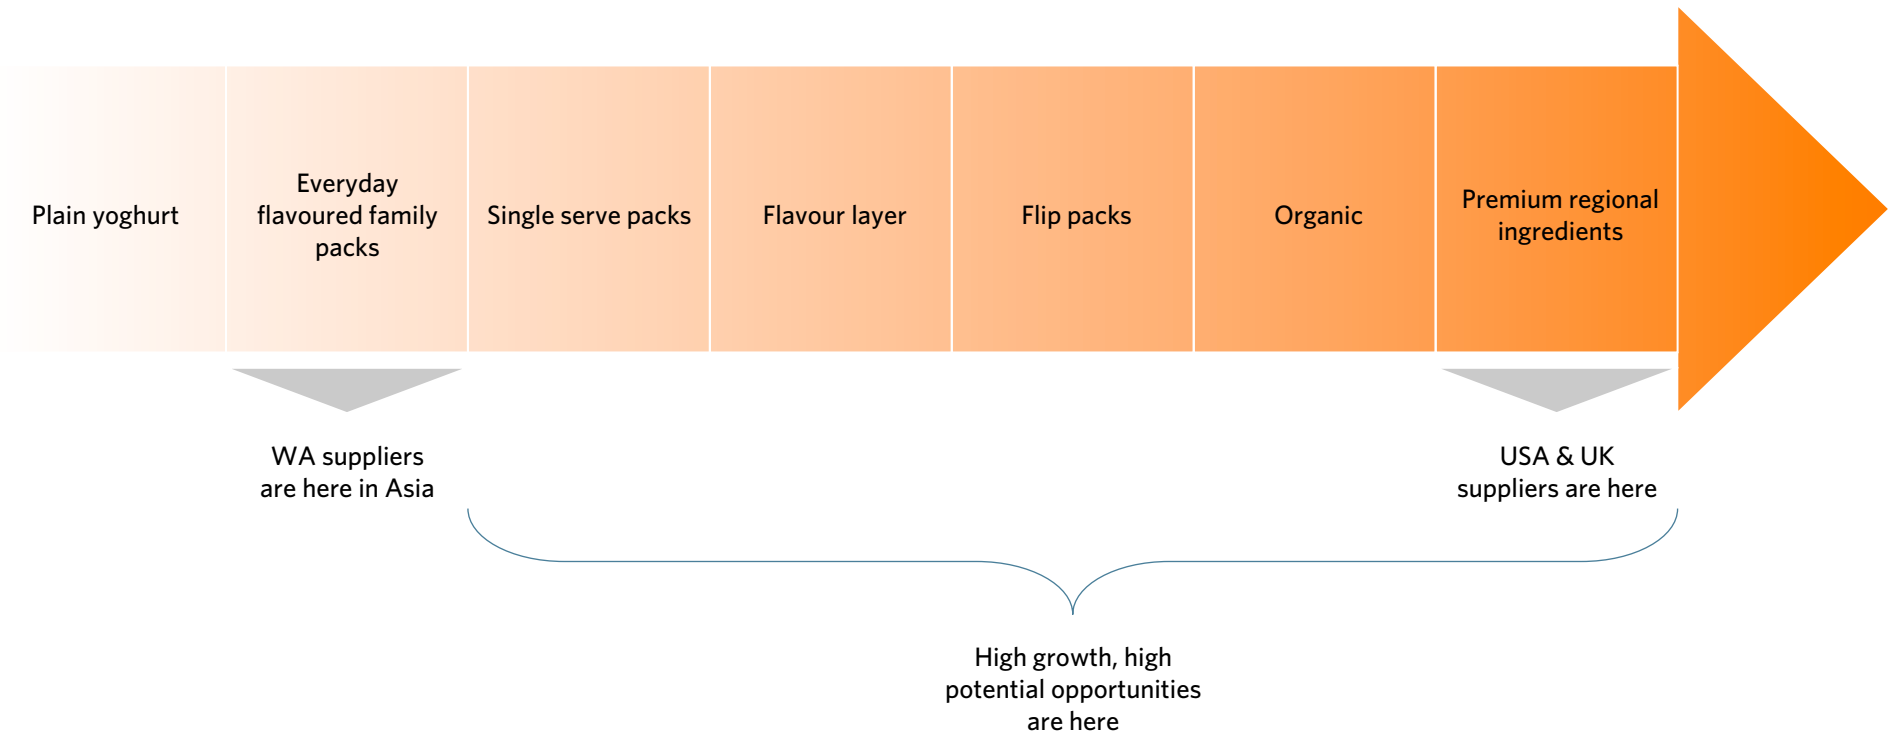 Plain yoghurt
Everyday
flavoured family
packs
Single serve packs
Flavour layer
Flip packs
Organic
Premium regional
ingredients
WA suppliers
are here in Asia
USA & UK
suppliers are here
High growth, high
potential opportunities
are here